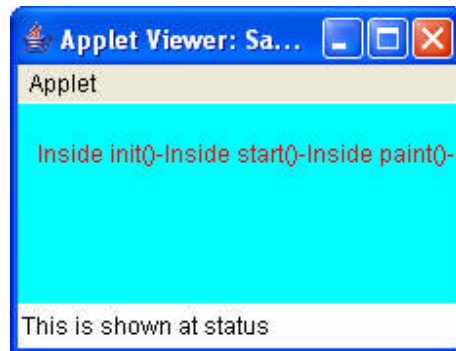 Applet Viewer: Sa...
Applet
Inside init()-Inside start()-Inside paint()-
This is shown at status